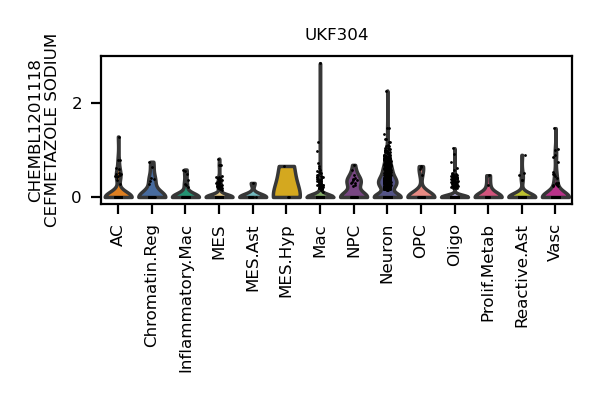 UKF304
CHEMBL1201118
CEFMETAZOLE SODIUM
2
0
AC
Chromatin.Reg
Inflammatory.Mac
MES
MES.Ast
MES.Hyp
Mac
NPC
Neuron
OPC
Oligo
Prolif.Metab
Reactive.Ast
Vasc